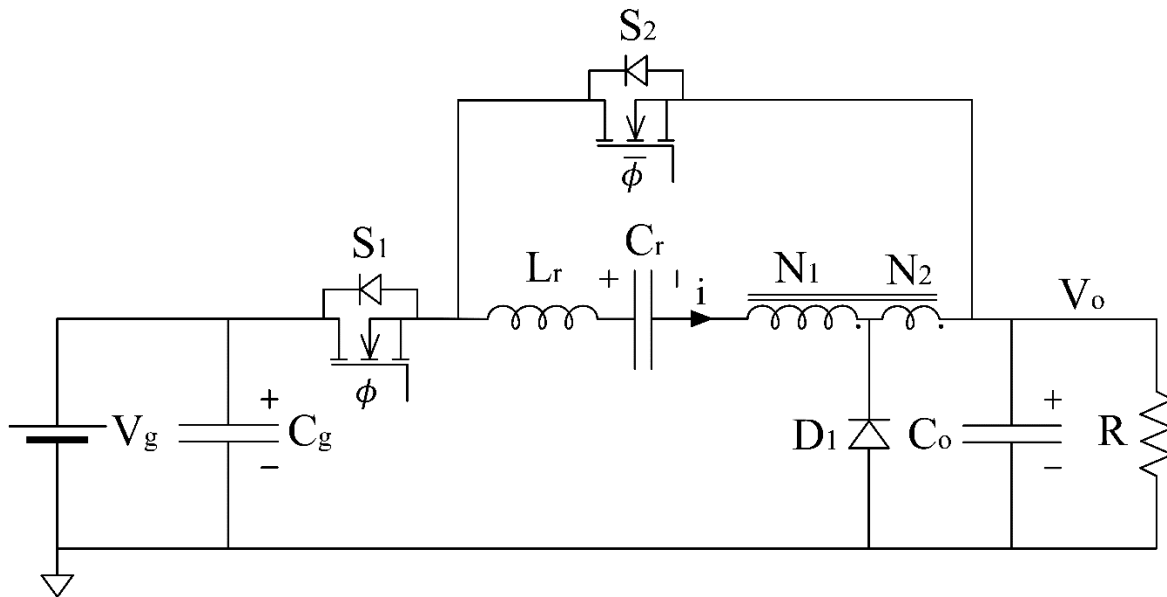 S2
ϕ̅
S1
Lr
+
Cr
i
N1
N2
Vo
ϕ
Vg
+
Cg
−
D1
Co
+
−
R